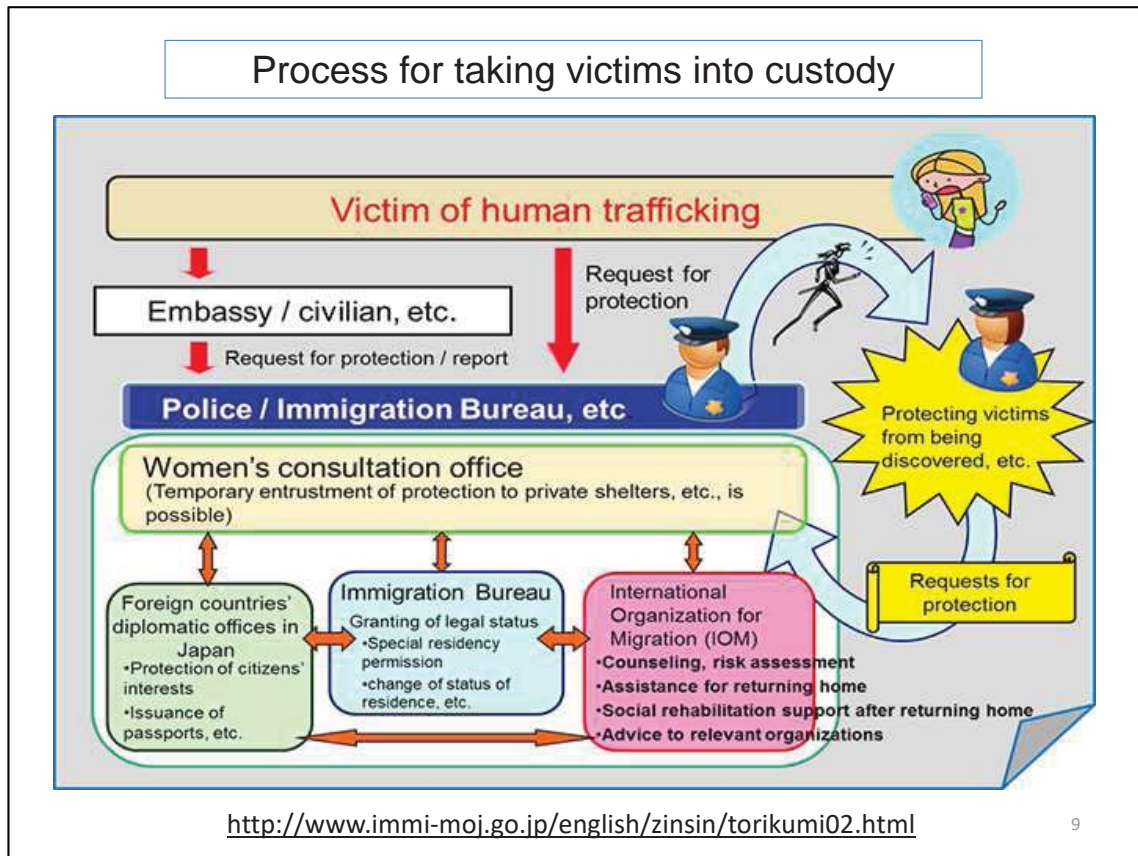 Process for taking victims into custody
Victim of human trafficking
Request for
protection
Embassy / civilian, etc.
Request for protection / report
Police / Immigration Bureau, etc
Protecting victims
from being
discovered, etc.
Women's consultation office
(Temporary entrustment of protection to private shelters, etc., is
possible)
Requests for
protection
Foreign countries'
diplomatic offices in
Japan
•Protection of citizens'
interests
•Issuance of
passports, etc.
Immigration Bureau
Granting of legal status
•Special residency
permission
•change of status of
residence, etc.
International
Organization for
Migration (IOM)
•Counseling, risk assessment
•Assistance for returning home
•Social rehabilitation support after returning home
•Advice to relevant organizations
http://www.immi-moj.go.jp/english/zinsin/torikumi02.html
9